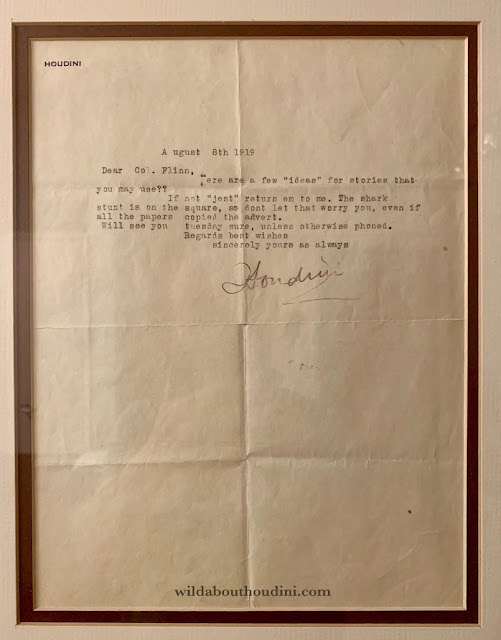 HOUDINI
August 8th 1919
Dear Col. Flinn,
Here are a few "ideas" for stories that
you may use??
If not "jest" return em to me. The shark
stunt is on the square, so dont let that worry you, even if
all the papers copied the advert.
Will see you tuesday sure, unless otherwise phoned.
Regards best wishes
sincerely yours as always
Houdini
wildabouthoudini.com